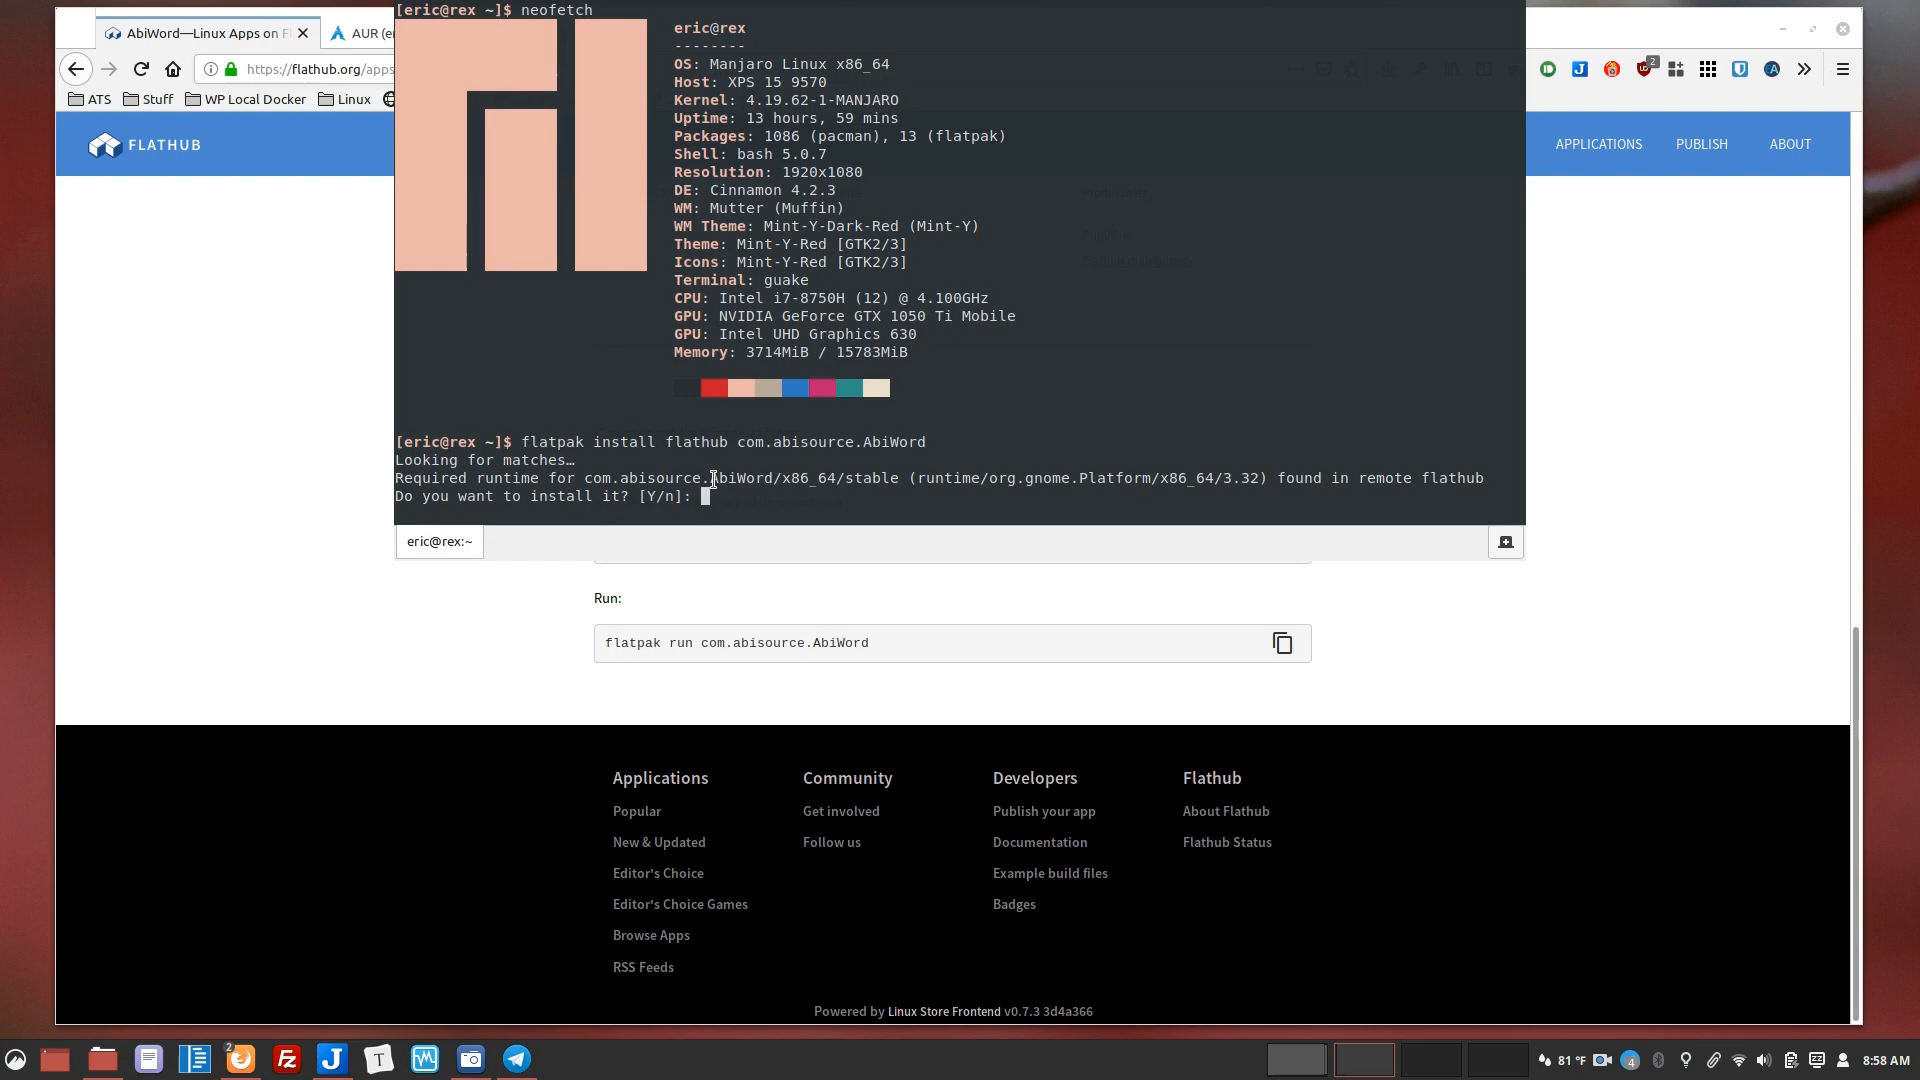 [eric@rex ~]$ neofetch
AbiWord—Linux Apps on F
AUR (e
https://flathub.org/apps
2
ATS
Stuff
WP Local Docker
Linux
FLATHUB
APPLICATIONS
PUBLISH
ABOUT
eric@rex
--------
OS: Manjaro Linux x86_64
Host: XPS 15 9570
Kernel: 4.19.62-1-MANJARO
Uptime: 13 hours, 59 mins
Packages: 1086 (pacman), 13 (flatpak)
Shell: bash 5.0.7
Resolution: 1920x1080
DE: Cinnamon 4.2.3
WM: Mutter (Muffin)
WM Theme: Mint-Y-Dark-Red (Mint-Y)
Theme: Mint-Y-Red [GTK2/3]
Icons: Mint-Y-Red [GTK2/3]
Terminal: guake
CPU: Intel i7-8750H (12) @ 4.100GHz
GPU: NVIDIA GeForce GTX 1050 Ti Mobile
GPU: Intel UHD Graphics 630
Memory: 3714MiB / 15783MiB
[eric@rex ~]$ flatpak install flathub com.abisource.AbiWord
Looking for matches…
Required runtime for com.abisource.AbiWord/x86_64/stable (runtime/org.gnome.Platform/x86_64/3.32) found in remote flathub
Do you want to install it? [Y/n]:
eric@rex:~
Run:
flatpak run com.abisource.AbiWord
Applications
Popular
New & Updated
Editor's Choice
Editor's Choice Games
Browse Apps
RSS Feeds
Community
Get involved
Follow us
Developers
Publish your app
Documentation
Example build files
Badges
Flathub
About Flathub
Flathub Status
Powered by Linux Store Frontend v0.7.3 3d4a366
2
FZ
J
T
81 °F
4
8:58 AM